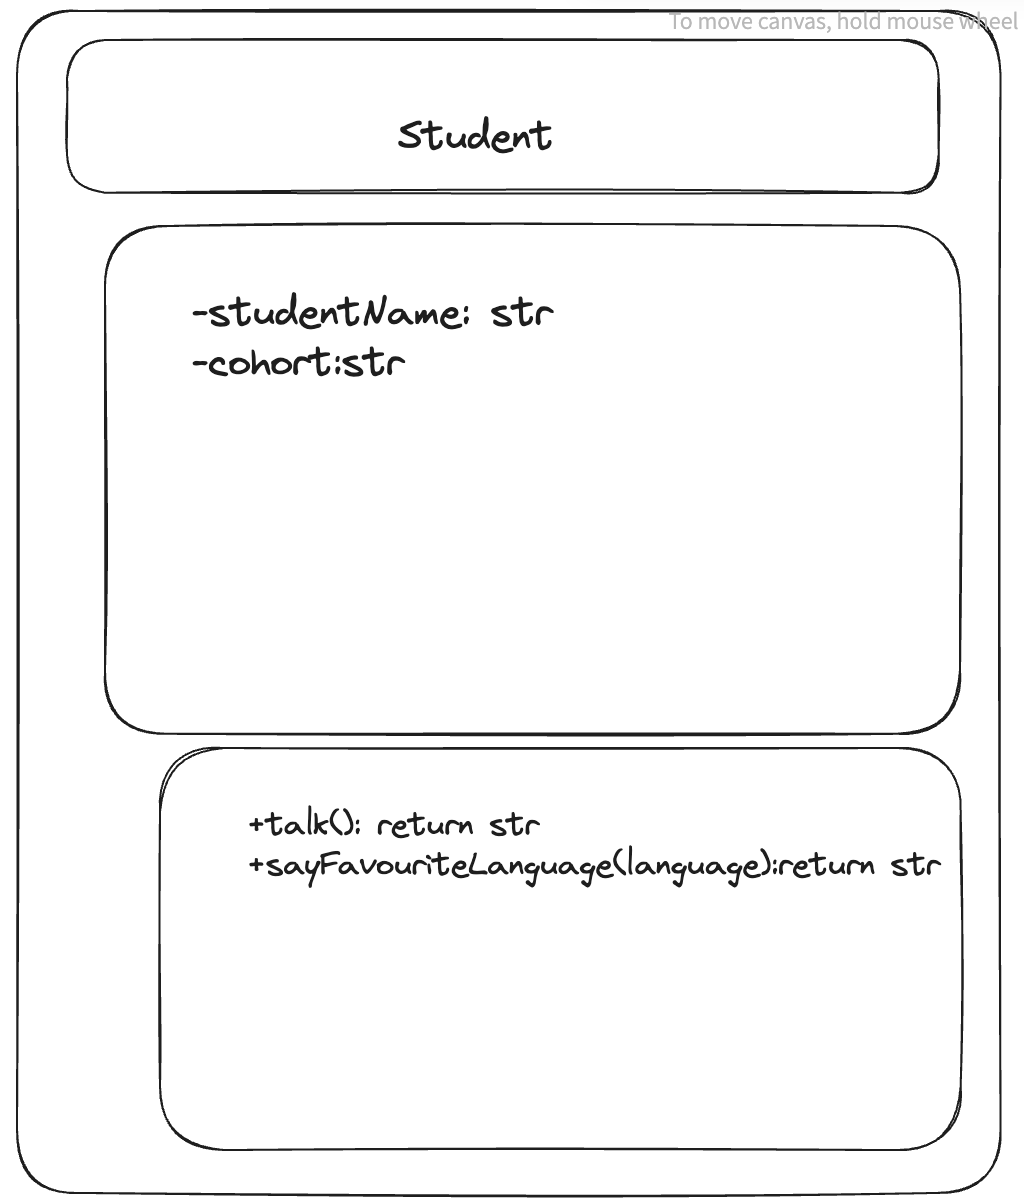 To move canvas, hold mouse wheel
Student
-studentName: str
-cohort:str
+talk(): return str
+sayFavouriteLanguage(language):return str